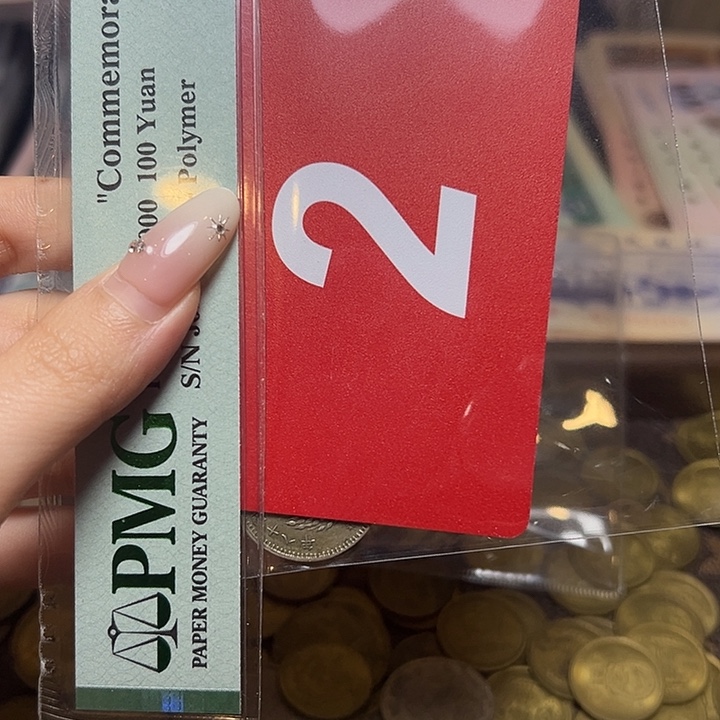 "Commemora
000 100 Yuan
Polymer
S/N
PMG
PAPER MONEY GUARANTY
2